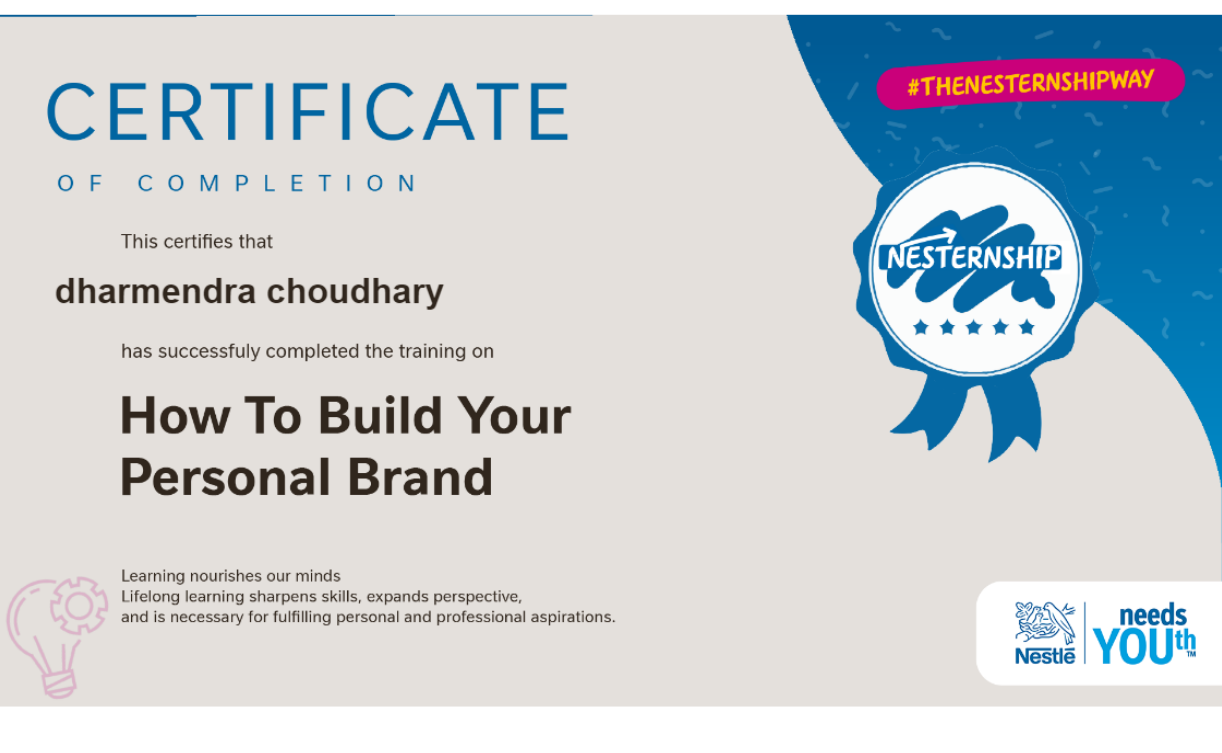 CERTIFICATE
OF COMPLETION
This certifies that
dharmendra choudhary
has successfuly completed the training on
How To Build Your
Personal Brand
Learning nourishes our minds
Lifelong learning sharpens skills, expands perspective,
and is necessary for fulfilling personal and professional aspirations.
#THENESTERNSHIPWAY
NESTERNSHIP
Nestlé
needs
YOUth™